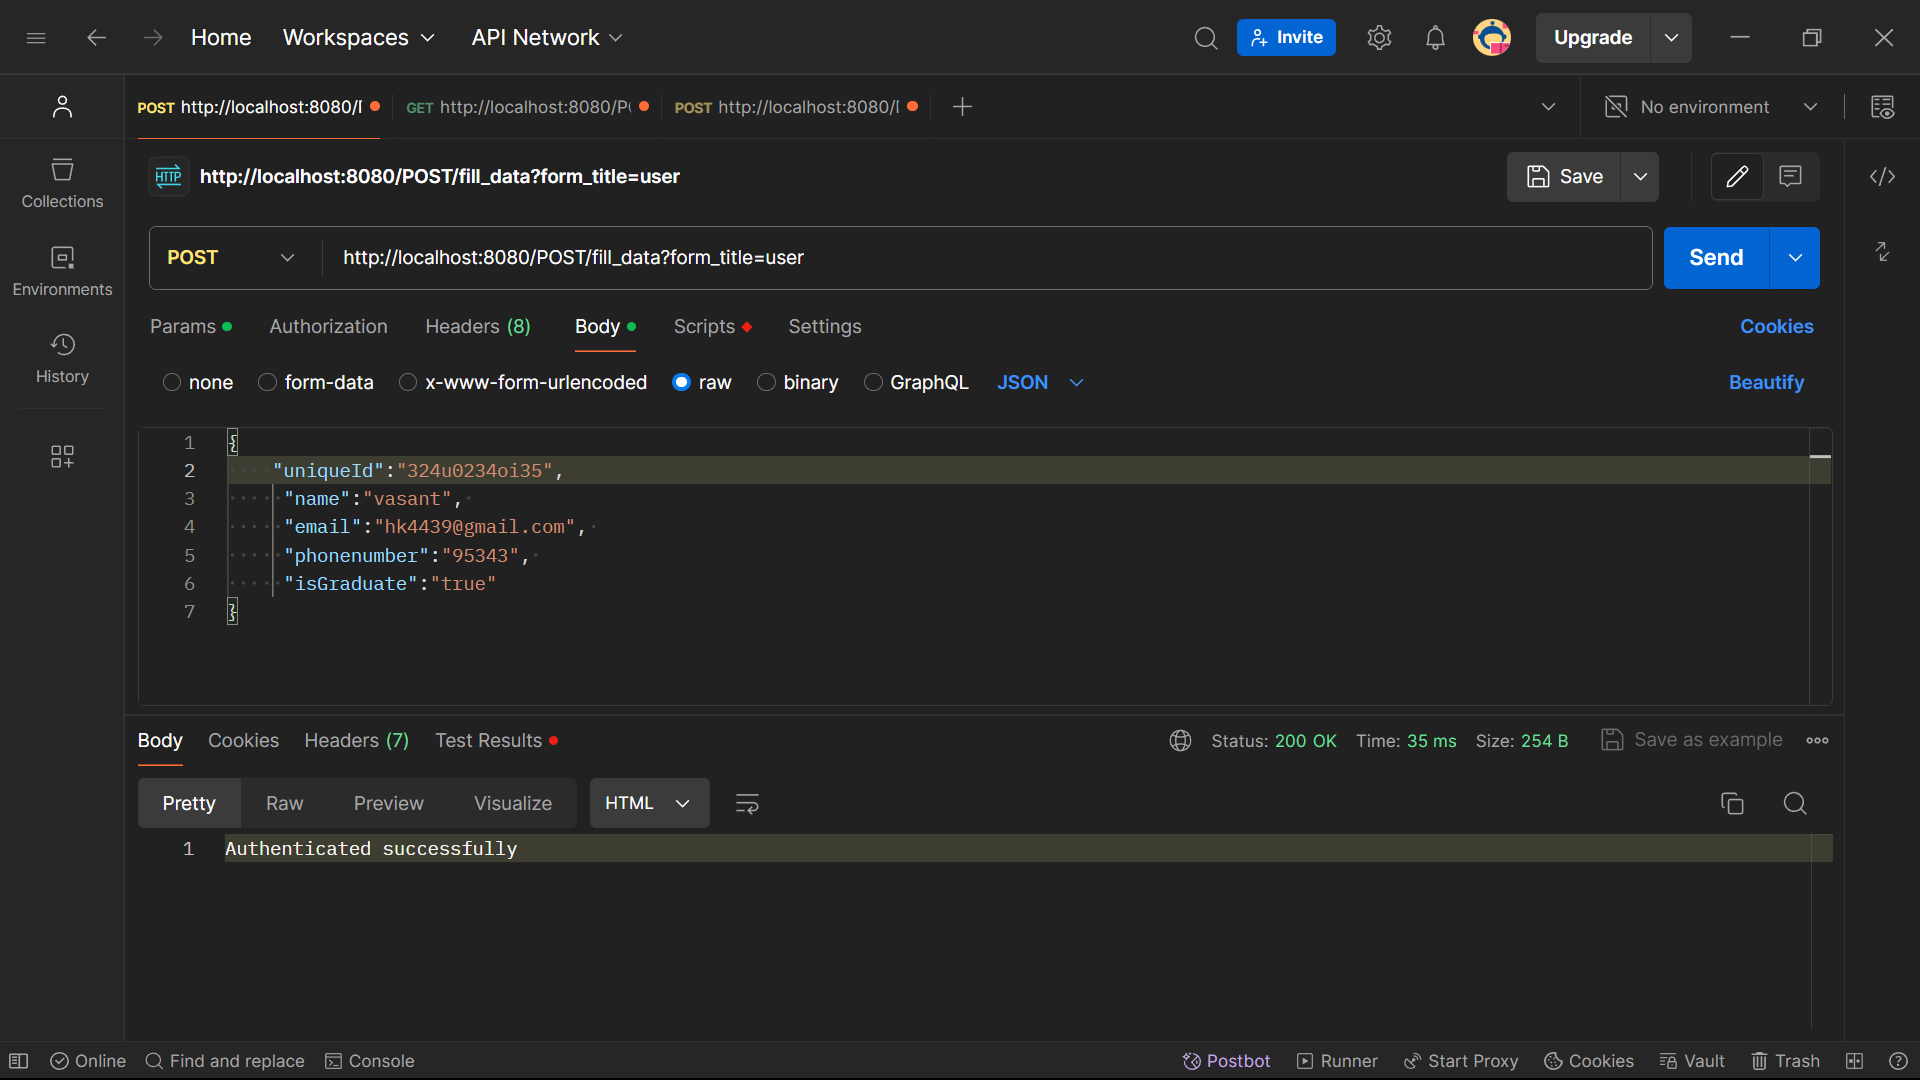 Home Workspaces API Network Invite Upgrade
POST http://localhost:8080/ GET http://localhost:8080/P POST http://localhost:8080/ No environment
HTTP http://localhost:8080/POST/fill_data?form_title=user Save
Collections
Environments
History
POST http://localhost:8080/POST/fill_data?form_title=user Send
Params Authorization Headers (8) Body Scripts Settings Cookies
none form-data x-www-form-urlencoded raw binary GraphQL JSON Beautify
1 {
2 "uniqueId":"324u0234oi35",
3 "name":"vasant",
4 "email":"hk4439@gmail.com",
5 "phonenumber":"95343",
6 "isGraduate":"true"
7 }
Body Cookies Headers (7) Test Results Status: 200 OK Time: 35 ms Size: 254 B Save as example
Pretty Raw Preview Visualize HTML
1 Authenticated successfully
Online Find and replace Console Postbot Runner Start Proxy Cookies Vault Trash